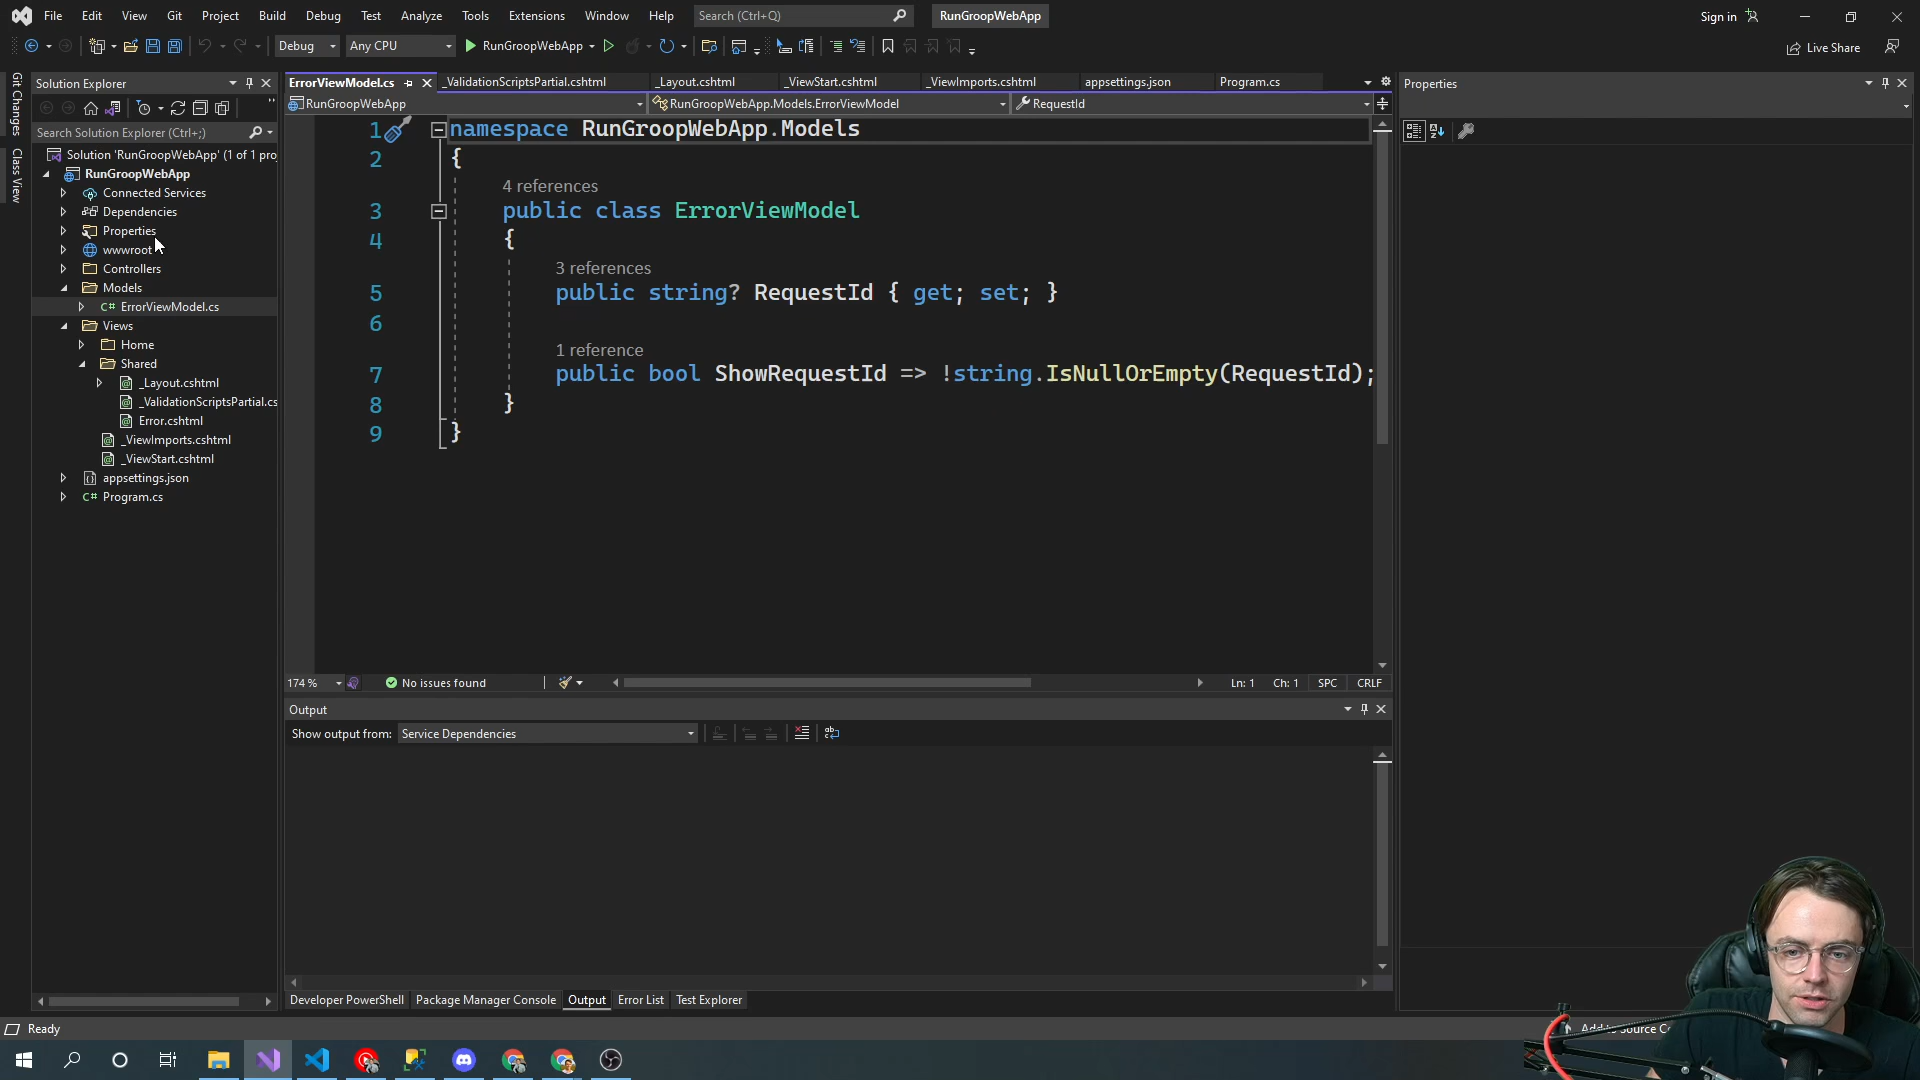 File Edit View Git Project Build Debug Test Analyze Tools Extensions Window Help Search (Ctrl+Q) RunGroopWebApp Sign in
Debug Any CPU RunGroopWebApp Live Share
Git Changes
Class View
Solution Explorer
Search Solution Explorer (Ctrl+;)
Solution 'RunGroopWebApp' (1 of 1 pro
RunGroopWebApp
Connected Services
Dependencies
Properties
wwwroot
Controllers
Models
C# ErrorViewModel.cs
Views
Home
Shared
_Layout.cshtml
_ValidationScriptsPartial.cs
Error.cshtml
_ViewImports.cshtml
_ViewStart.cshtml
appsettings.json
C# Program.cs
ErrorViewModel.cs _ValidationScriptsPartial.cshtml _Layout.cshtml _ViewStart.cshtml _ViewImports.cshtml appsettings.json Program.cs
RunGroopWebApp RunGroopWebApp.Models.ErrorViewModel RequestId
1 namespace RunGroopWebApp.Models
2 {
4 references
3 public class ErrorViewModel
4 {
3 references
5 public string? RequestId { get; set; }
6
1 reference
7 public bool ShowRequestId => !string.IsNullOrEmpty(RequestId);
8 }
9 }
174 % No issues found Ln: 1 Ch: 1 SPC CRLF
Output
Show output from: Service Dependencies
Developer PowerShell Package Manager Console Output Error List Test Explorer
Properties
Ready
Add to Source Co